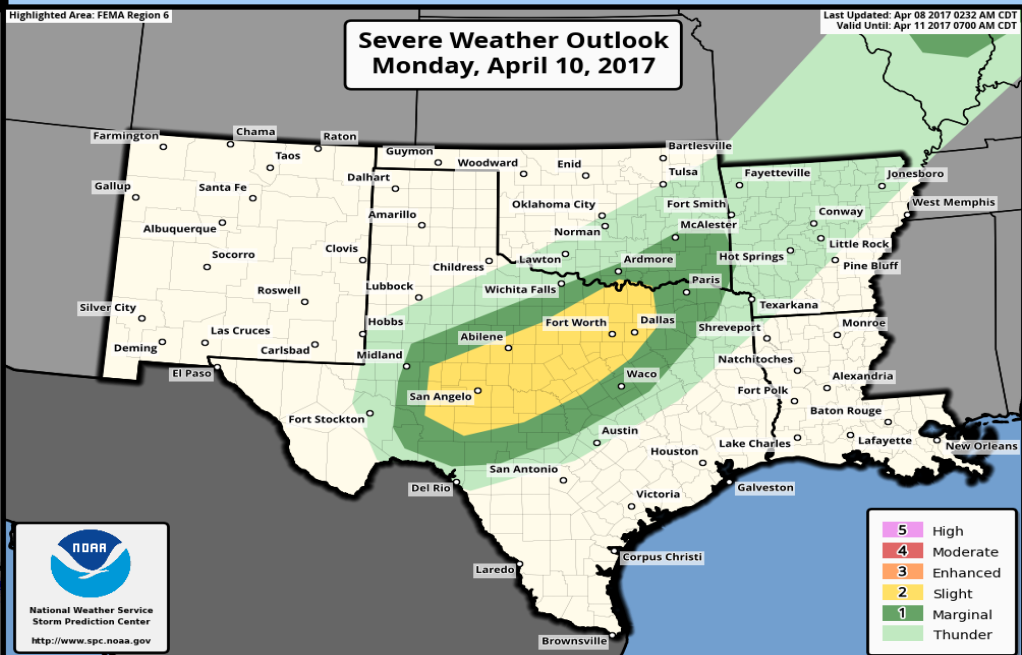 Highlighted Area: FEMA Region 6
Last Updated: Apr 08 2017 0232 AM CDT
Valid Until: Apr 11 2017 0700 AM CDT
Severe Weather Outlook
Monday, April 10, 2017
Farmington
Chama
Raton
Taos
Guymon
Woodward
Enid
Bartlesville
Tulsa
Fayetteville
Jonesboro
Gallup
Santa Fe
Dalhart
Albuquerque
Amarillo
Oklahoma City
Fort Smith
Conway
West Memphis
Norman
McAlester
Socorro
Clovis
Childress
Lawton
Ardmore
Hot Springs
Little Rock
Pine Bluff
Roswell
Lubbock
Wichita Falls
Paris
Silver City
Texarkana
Las Cruces
Hobbs
Fort Worth
Dallas
Shreveport
Monroe
Deming
Carlsbad
Midland
Abilene
Natchitoches
El Paso
Waco
Alexandria
San Angelo
Fort Polk
Fort Stockton
Austin
Baton Rouge
Houston
Lake Charles
Lafayette
New Orleans
San Antonio
Del Rio
Galveston
Victoria
Corpus Christi
Laredo
Brownsville
NOAA
National Weather Service
Storm Prediction Center
http://www.spc.noaa.gov
5 High
4 Moderate
3 Enhanced
2 Slight
1 Marginal
Thunder